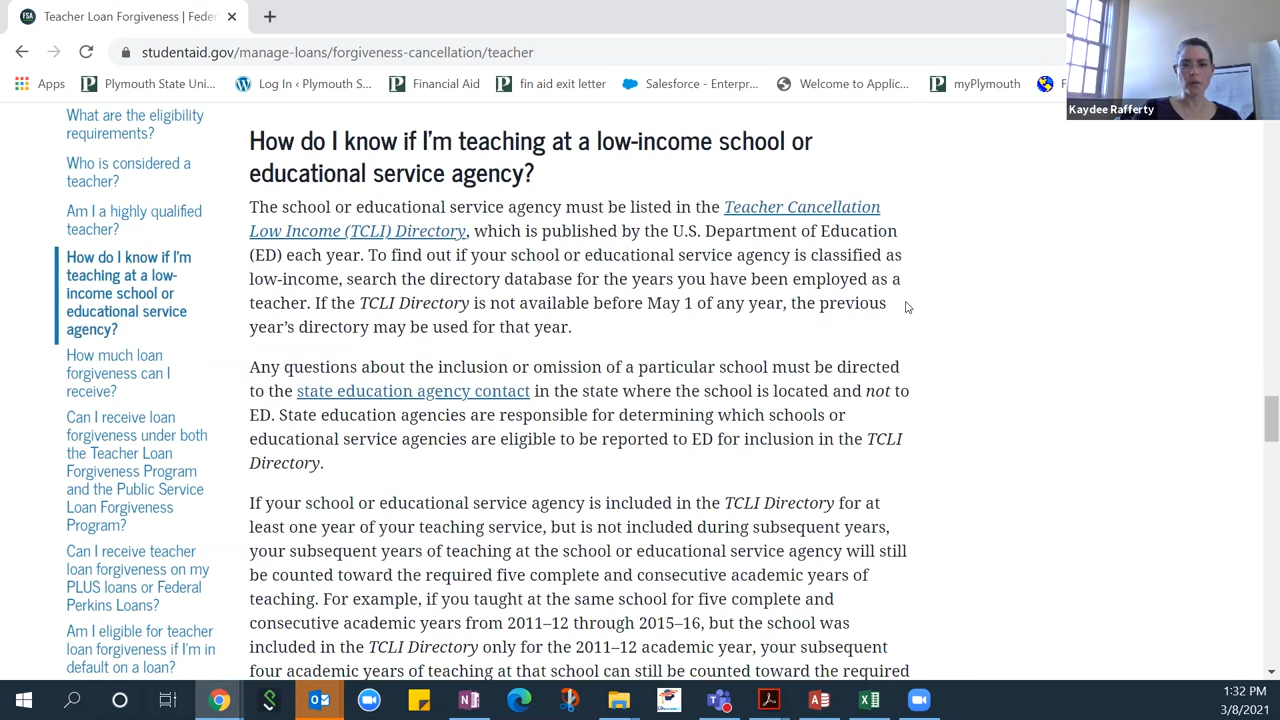 Teacher Loan Forgiveness | Feder
studentaid.gov/manage-loans/forgiveness-cancellation/teacher
Apps
Plymouth State Uni...
Log In ‹ Plymouth S...
Financial Aid
fin aid exit letter
Salesforce - Enterpr...
Welcome to Applic...
myPlymouth
Kaydee Rafferty
What are the eligibility
requirements?
Who is considered a
teacher?
Am I a highly qualified
teacher?
How do I know if I'm
teaching at a low-
income school or
educational service
agency?
How much loan
forgiveness can I
receive?
Can I receive loan
forgiveness under both
the Teacher Loan
Forgiveness Program
and the Public Service
Loan Forgiveness
Program?
Can I receive teacher
loan forgiveness on my
PLUS loans or Federal
Perkins Loans?
Am I eligible for teacher
loan forgiveness if I'm in
default on a loan?
How do I know if I'm teaching at a low-income school or
educational service agency?
The school or educational service agency must be listed in the Teacher Cancellation
Low Income (TCLI) Directory, which is published by the U.S. Department of Education
(ED) each year. To find out if your school or educational service agency is classified as
low-income, search the directory database for the years you have been employed as a
teacher. If the TCLI Directory is not available before May 1 of any year, the previous
year's directory may be used for that year.
Any questions about the inclusion or omission of a particular school must be directed
to the state education agency contact in the state where the school is located and not to
ED. State education agencies are responsible for determining which schools or
educational service agencies are eligible to be reported to ED for inclusion in the TCLI
Directory.
If your school or educational service agency is included in the TCLI Directory for at
least one year of your teaching service, but is not included during subsequent years,
your subsequent years of teaching at the school or educational service agency will still
be counted toward the required five complete and consecutive academic years of
teaching. For example, if you taught at the same school for five complete and
consecutive academic years from 2011–12 through 2015–16, but the school was
included in the TCLI Directory only for the 2011–12 academic year, your subsequent
four academic years of teaching at that school can still be counted toward the required
1:32 PM
3/8/2021